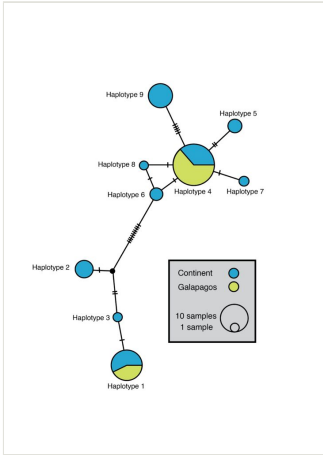 Haplotype 9
Haplotype 5
Haplotype 8
Haplotype 4
Haplotype 7
Haplotype 6
Haplotype 2
Continent
Galapagos
10 samples
1 sample
Haplotype 3
Haplotype 1